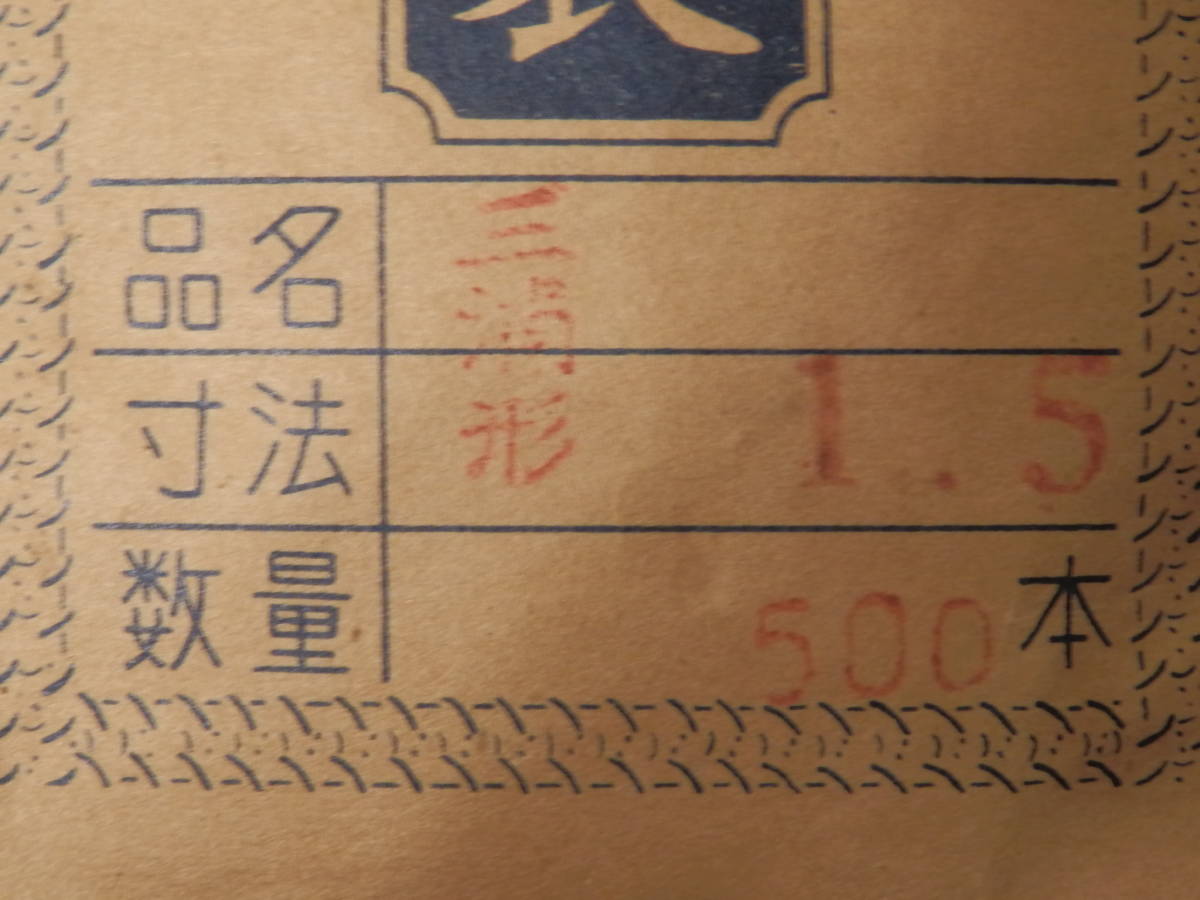 品名
三角形
寸法 1.5
数量 500本